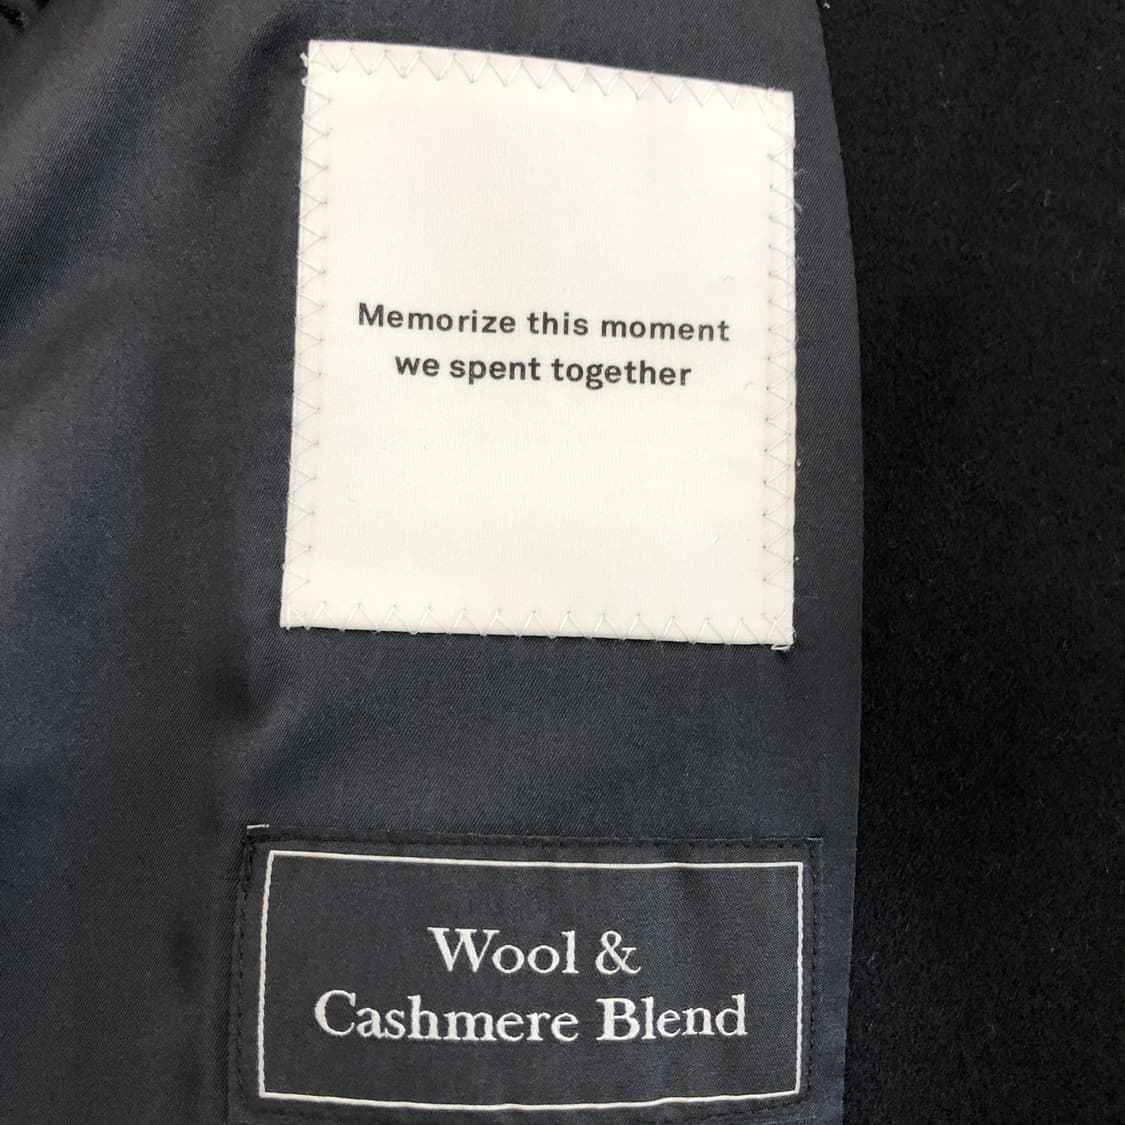 Memorize this moment
we spent together
Wool &
Cashmere Blend